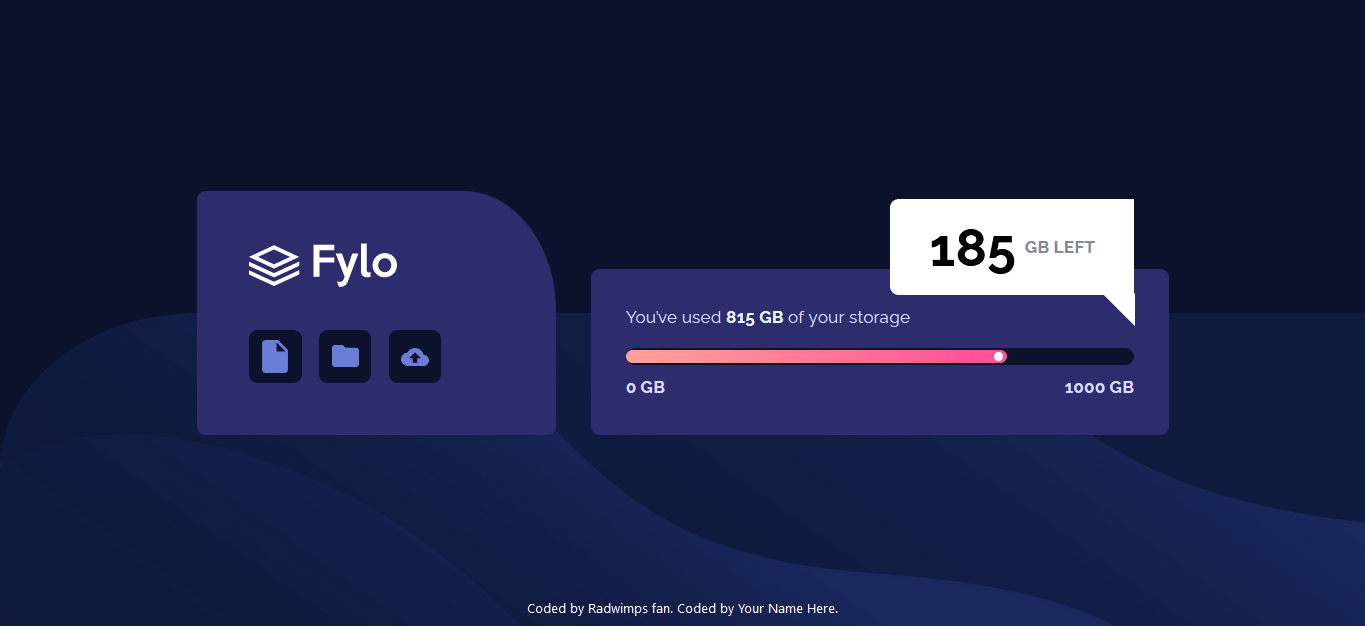 Fylo
185 GB LEFT
You've used 815 GB of your storage
0 GB
1000 GB
Coded by Radwimps fan. Coded by Your Name Here.